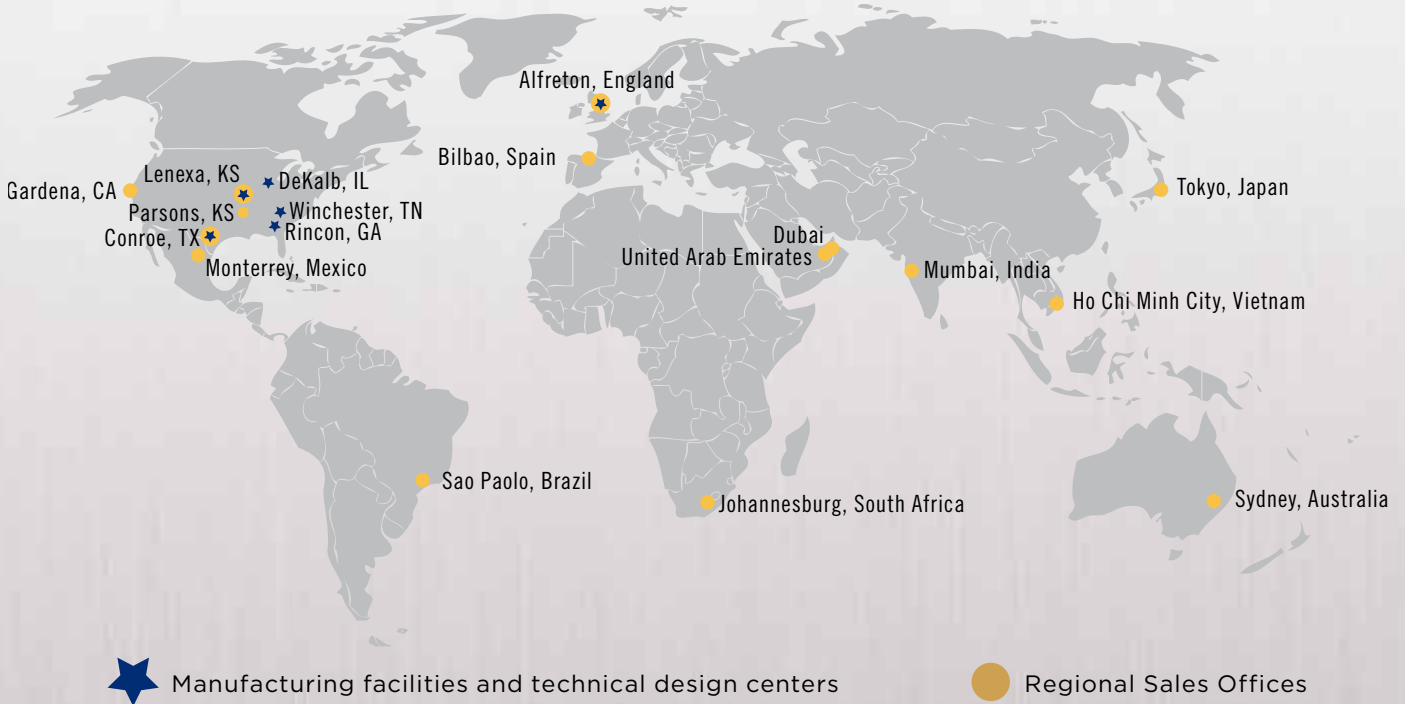 Alfreton, England
Bilbao, Spain
Lenexa, KS
DeKalb, IL
Gardena, CA
Tokyo, Japan
Parsons, KS
Winchester, TN
Conroe, TX
Rincon, GA
Dubai
United Arab Emirates
Monterrey, Mexico
Mumbai, India
Ho Chi Minh City, Vietnam
Sao Paolo, Brazil
Johannesburg, South Africa
Sydney, Australia
Manufacturing facilities and technical design centers
Regional Sales Offices